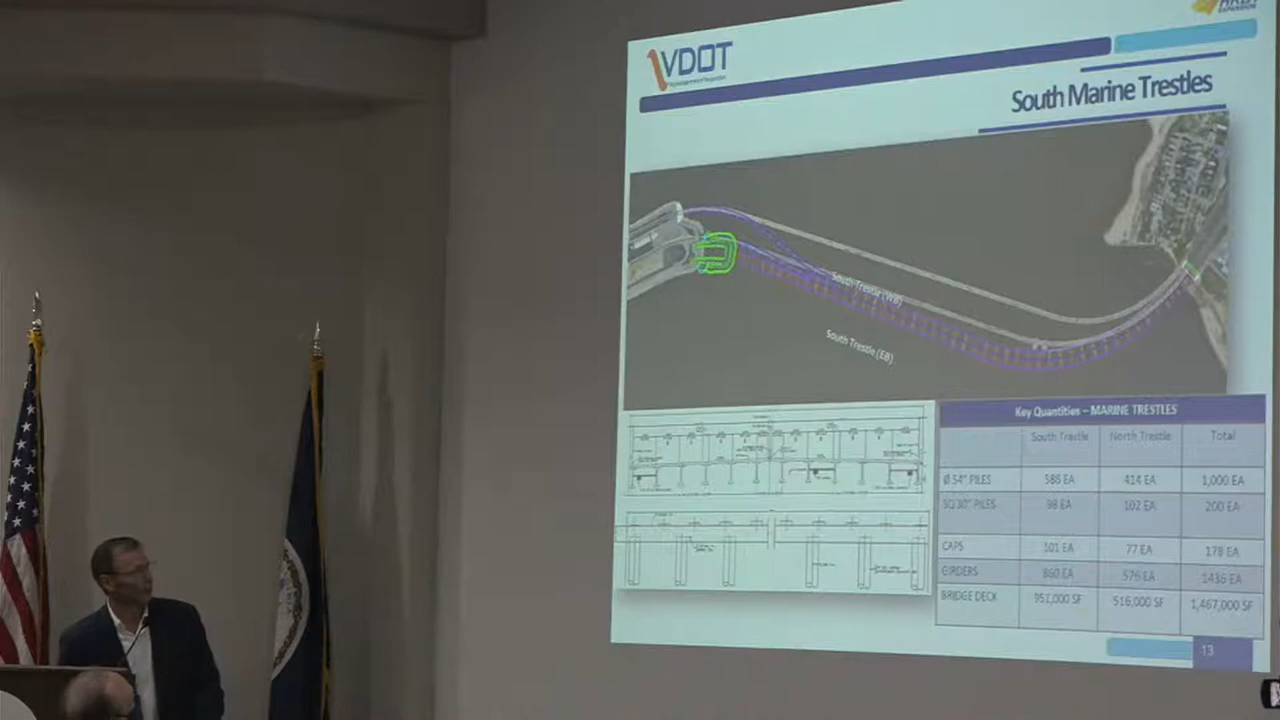 VDOT
EXPANSION
South Marine Trestles
South Trestle (WB)
South Trestle (EB)
Key Quantities – MARINE TRESTLES
South Trestle North Trestle Total
Ø 54" PILES 586 EA 414 EA 1,000 EA
SQ 30" PILES 98 EA 102 EA 200 EA
CAPS 101 EA 77 EA 178 EA
GIRDERS 860 EA 576 EA 1436 EA
BRIDGE DECK 951,000 SF 516,000 SF 1,467,000 SF
13